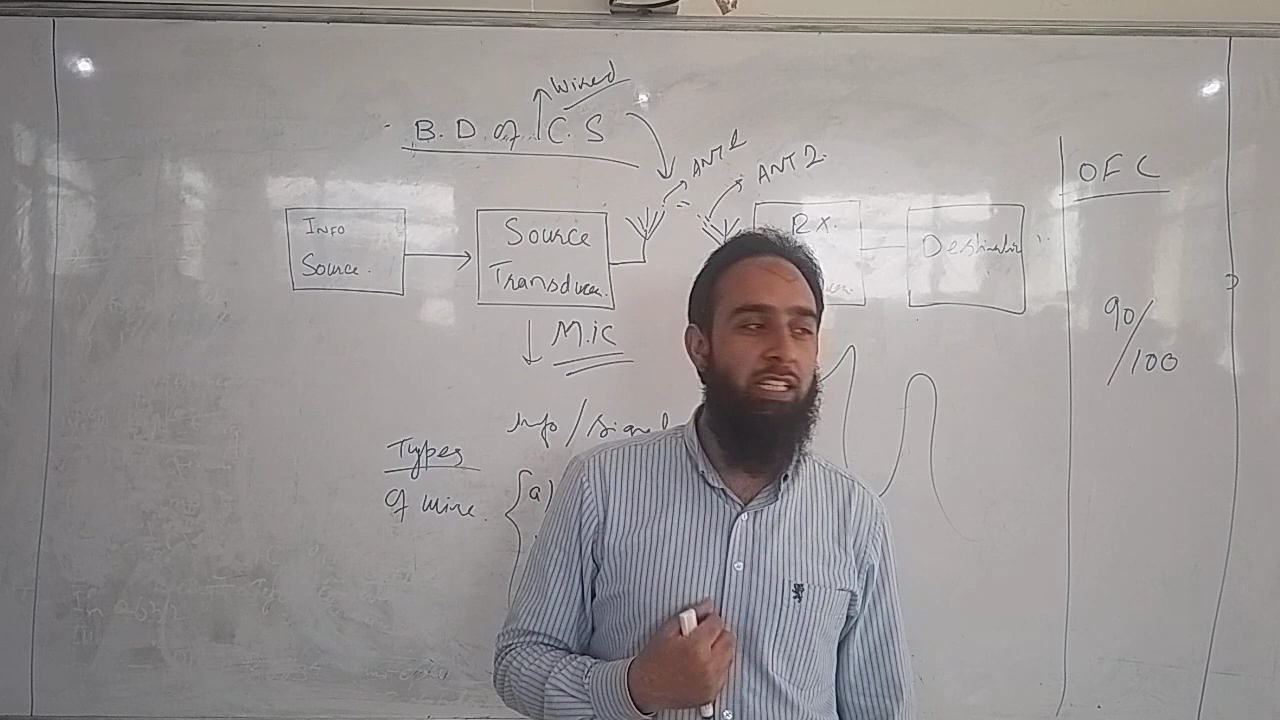 Wired
B. D. of C. S
ANT 1
ANT 2
OFC
Info
Source.
Source
Transducer.
RX.
90/100
M.ic
Info / Signal
Types
of wire.
a)